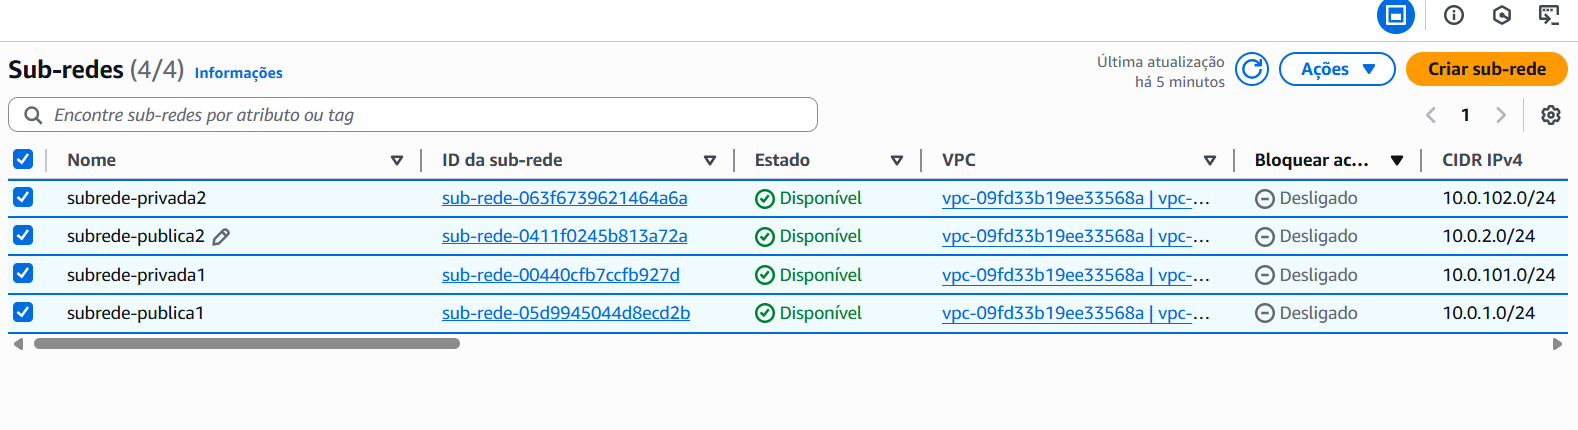 Sub-redes (4/4) Informações
Última atualização
há 5 minutos
Ações
Criar sub-rede
Encontre sub-redes por atributo ou tag
1
Nome ID da sub-rede Estado VPC Bloquear ac... CIDR IPv4
subrede-privada2 sub-rede-063f6739621464a6a Disponível vpc-09fd33b19ee33568a | vpc-... Desligado 10.0.102.0/24
subrede-publica2 sub-rede-0411f0245b813a72a Disponível vpc-09fd33b19ee33568a | vpc-... Desligado 10.0.2.0/24
subrede-privada1 sub-rede-00440cfb7ccfb927d Disponível vpc-09fd33b19ee33568a | vpc-... Desligado 10.0.101.0/24
subrede-publica1 sub-rede-05d9945044d8ecd2b Disponível vpc-09fd33b19ee33568a | vpc-... Desligado 10.0.1.0/24